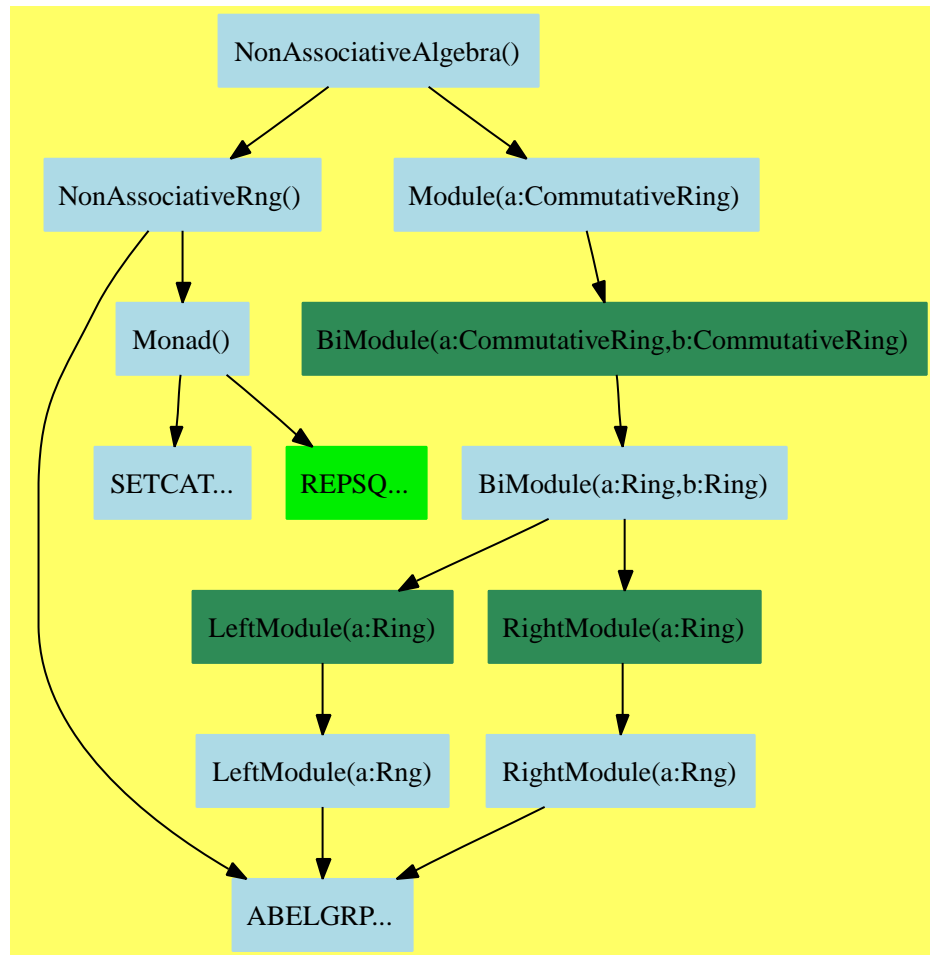 NonAssociativeAlgebra()
NonAssociativeRng()
Module(a:CommutativeRing)
Monad()
BiModule(a:CommutativeRing,b:CommutativeRing)
SETCAT...
REPSQ...
BiModule(a:Ring,b:Ring)
LeftModule(a:Ring)
RightModule(a:Ring)
LeftModule(a:Rng)
RightModule(a:Rng)
ABELGRP...